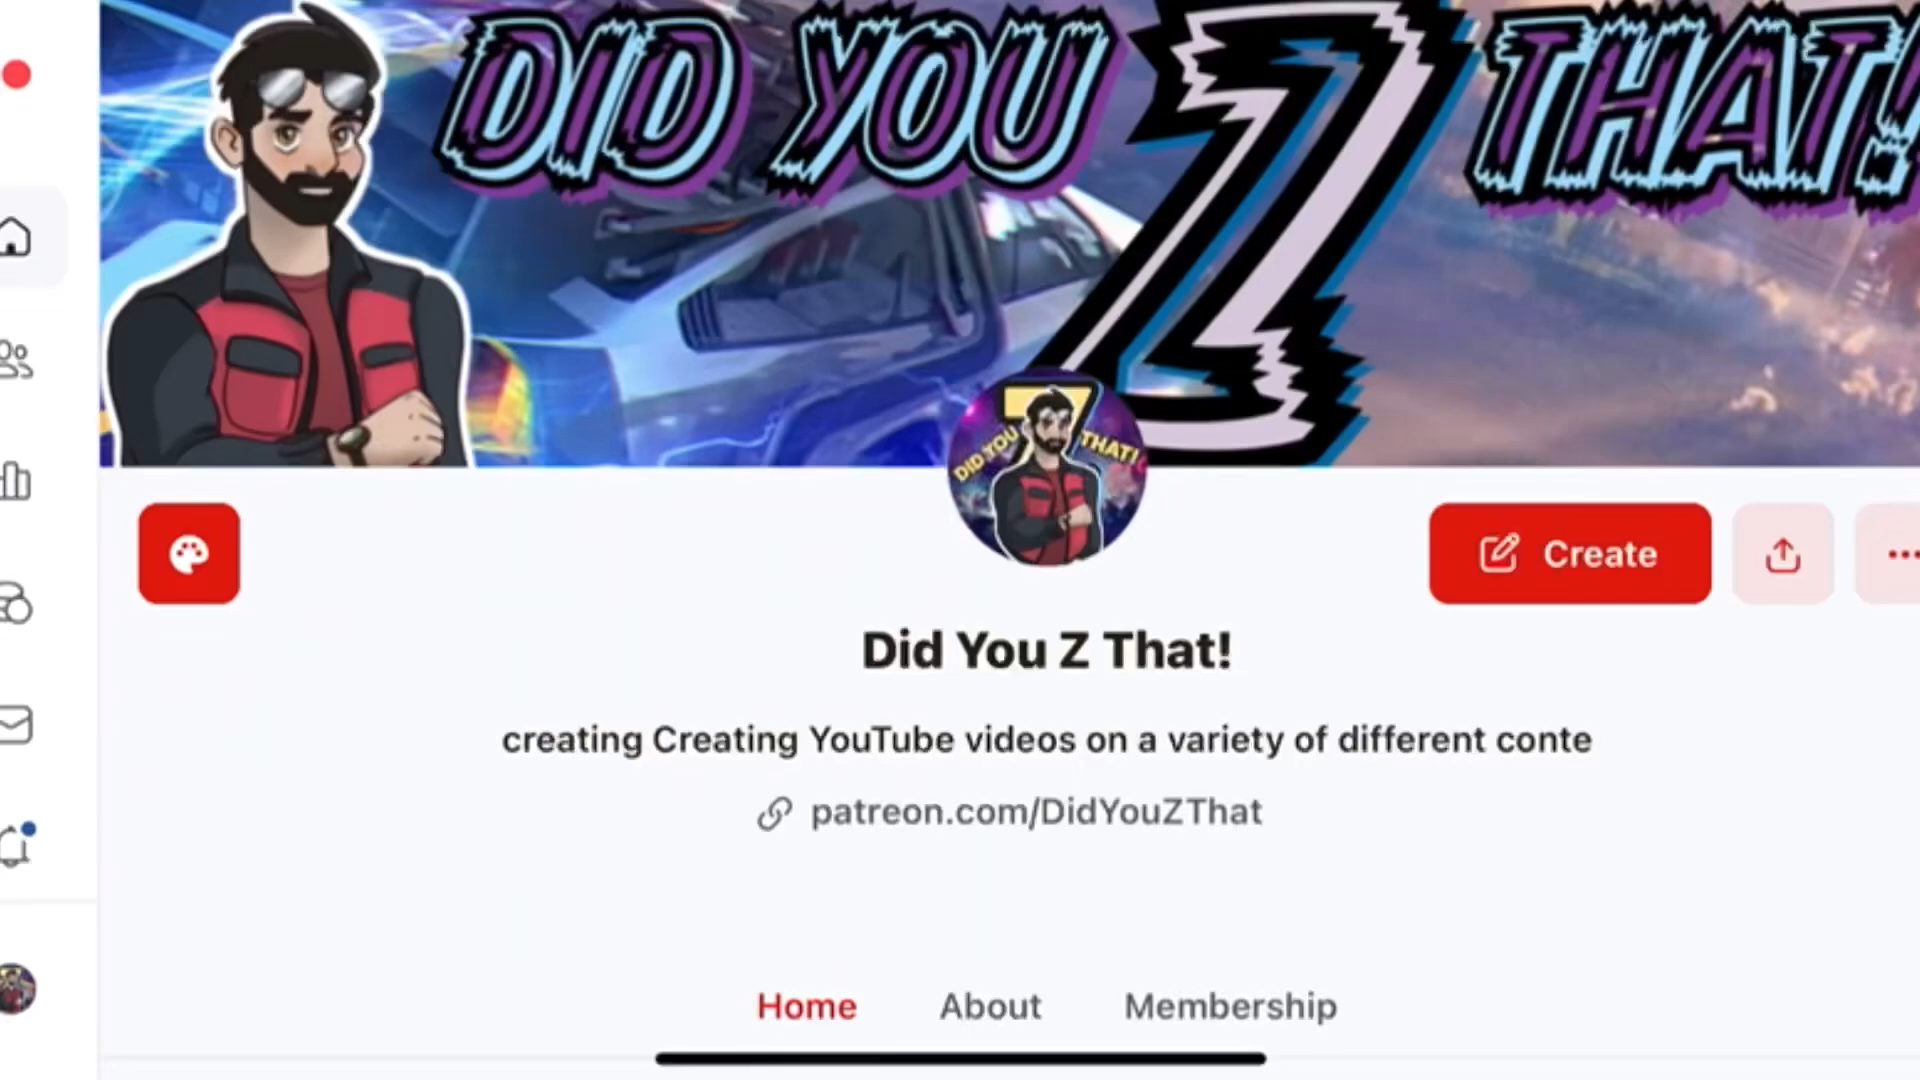 DID YOU Z THAT!
DID YOU Z THAT!
Create
Did You Z That!
creating Creating YouTube videos on a variety of different conte
patreon.com/DidYouZThat
Home About Membership